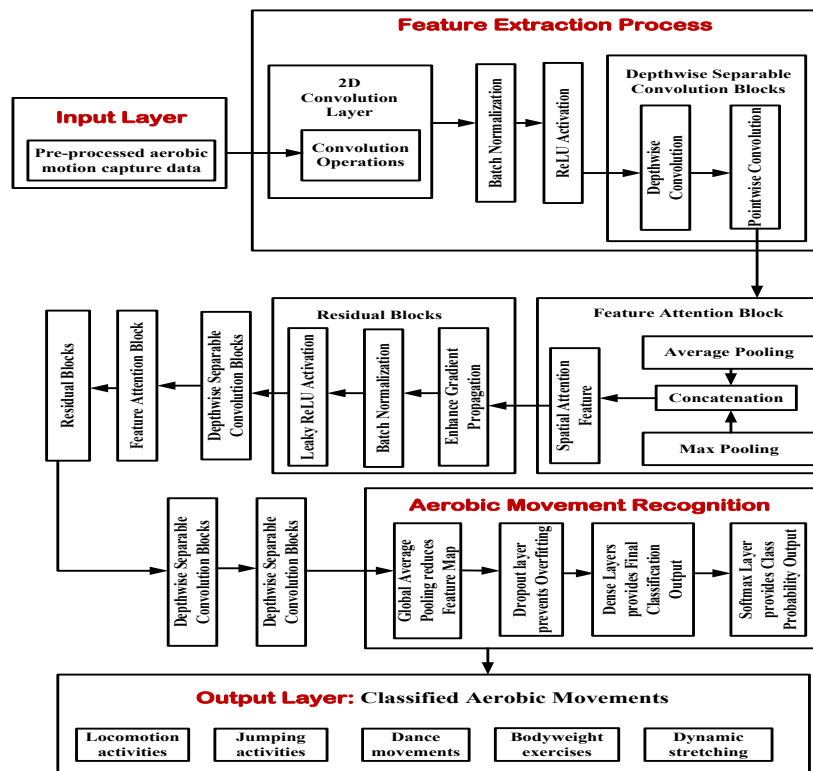 Feature Extraction Process
Input Layer
Pre-processed aerobic
motion capture data
2D
Convolution
Layer
Convolution
Operations
Batch Normalization
ReLU Activation
Depthwise Separable
Convolution Blocks
Depthwise
Convolution
Pointwise Convolution
Feature Attention Block
Average Pooling
Concatenation
Max Pooling
Spatial Attention
Feature
Residual Blocks
Enhance Gradient
Propagation
Batch Normalization
Leaky ReLU Activation
Depthwise Separable
Convolution Blocks
Feature Attention Block
Residual Blocks
Depthwise Separable
Convolution Blocks
Depthwise Separable
Convolution Blocks
Aerobic Movement Recognition
Global Average
Pooling reduces
Feature Map
Dropout layer
prevents Overfitting
Dense Layers
provides Final
Classification
Output
Softmax Layer
provides Class
Probability Output
Output Layer: Classified Aerobic Movements
Locomotion
activities
Jumping
activities
Dance
movements
Bodyweight
exercises
Dynamic
stretching